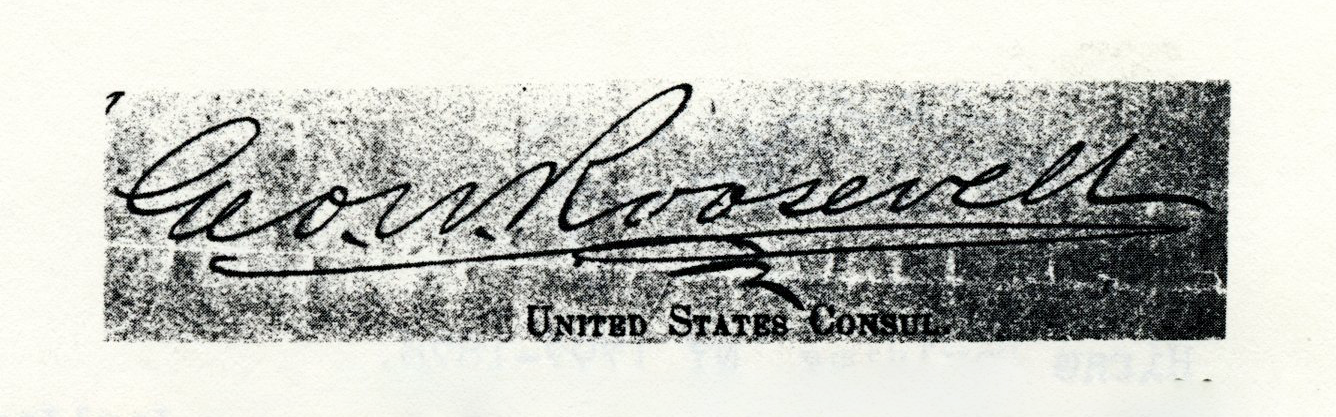 Geo. W. Roosevelt
UNITED STATES CONSUL.